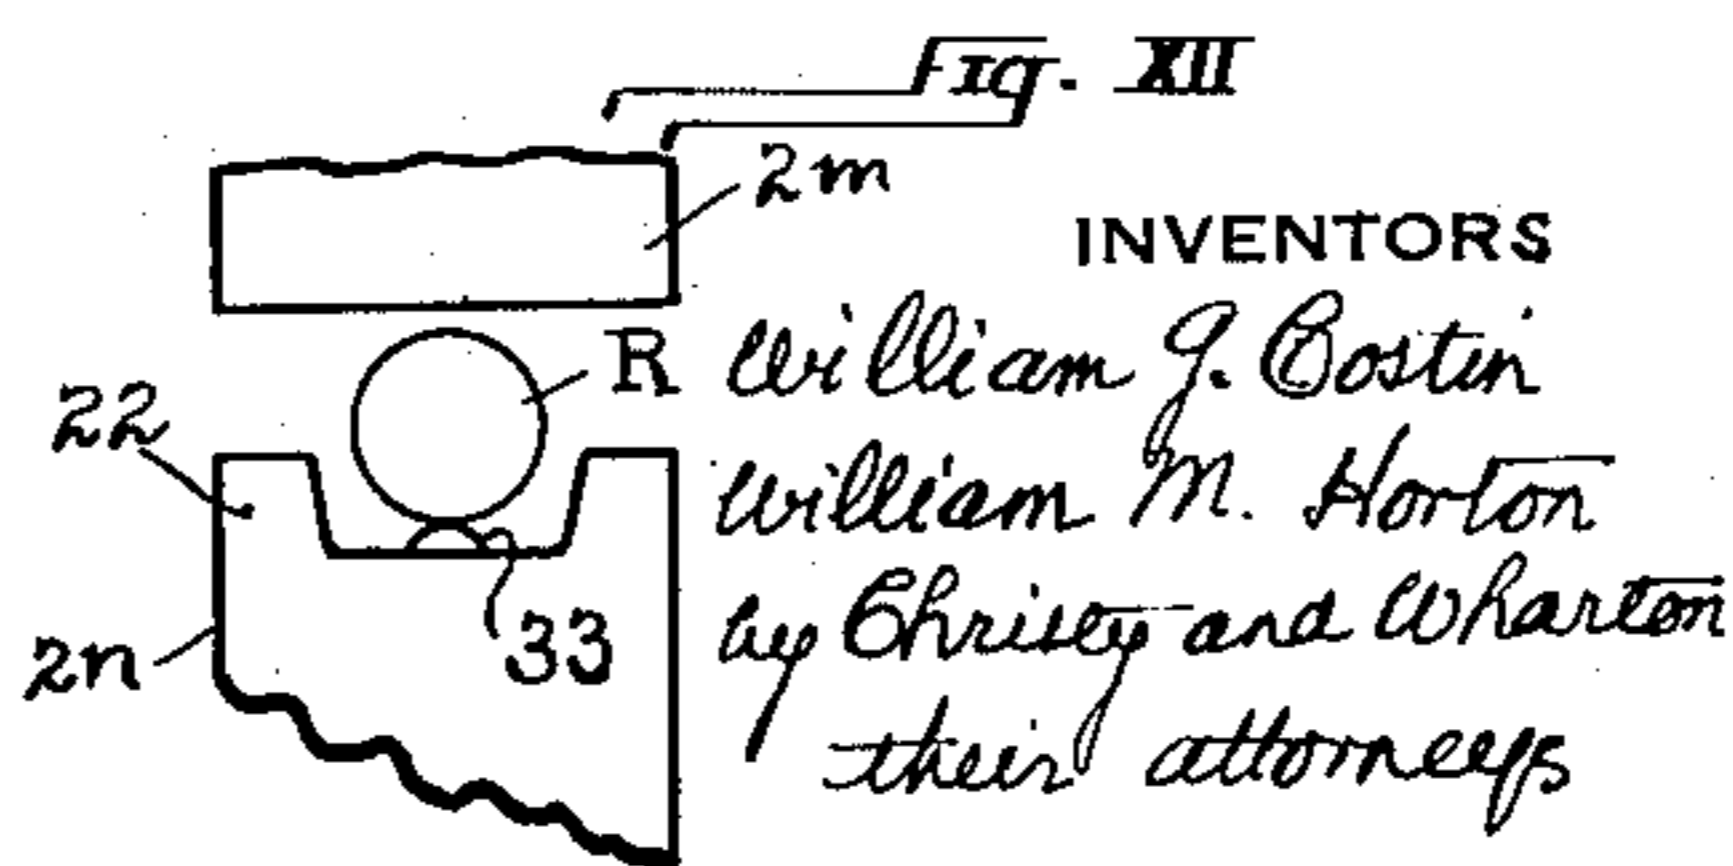 Fig. XII
2m
INVENTORS
R
William J. Costin
22
William M. Horton
by Christy and Wharton
33
2n
their attorneys